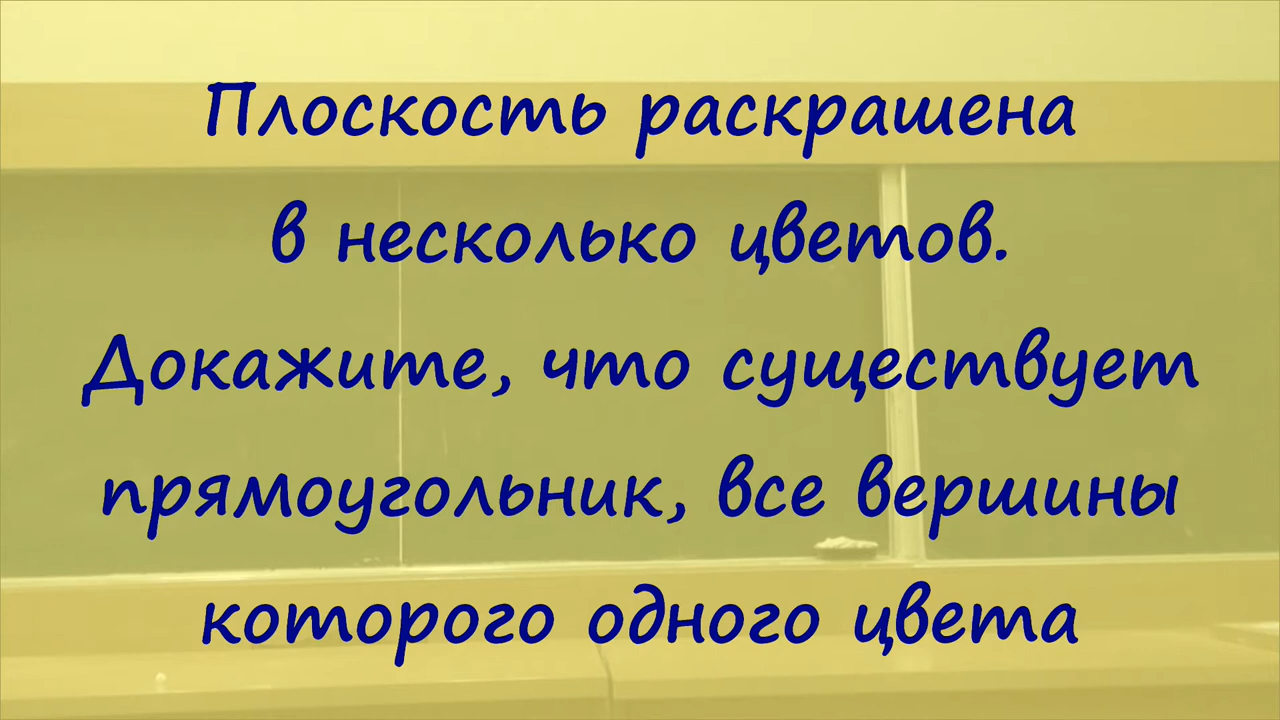 Плоскость раскрашена
в несколько цветов.
Докажите, что существует
прямоугольник, все вершины
которого одного цвета